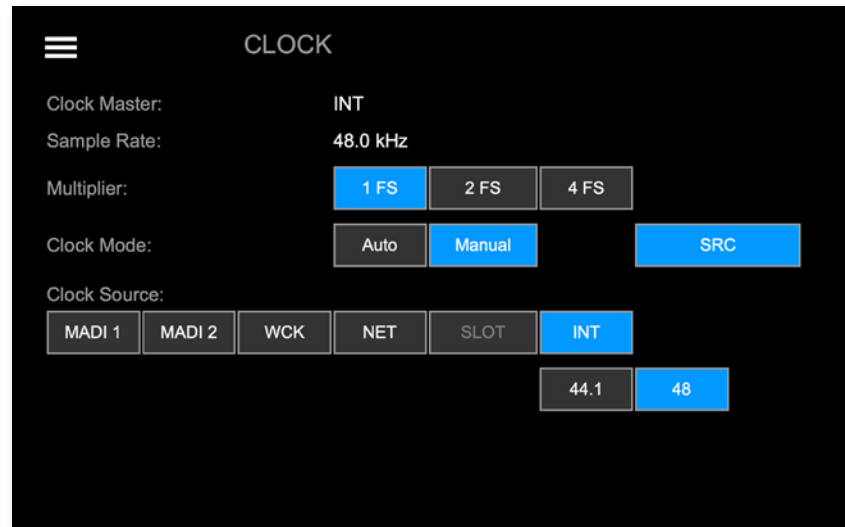 CLOCK
Clock Master: INT
Sample Rate: 48.0 kHz
Multiplier: 1 FS 2 FS 4 FS
Clock Mode: Auto Manual SRC
Clock Source:
MADI 1 MADI 2 WCK NET SLOT INT
44.1 48